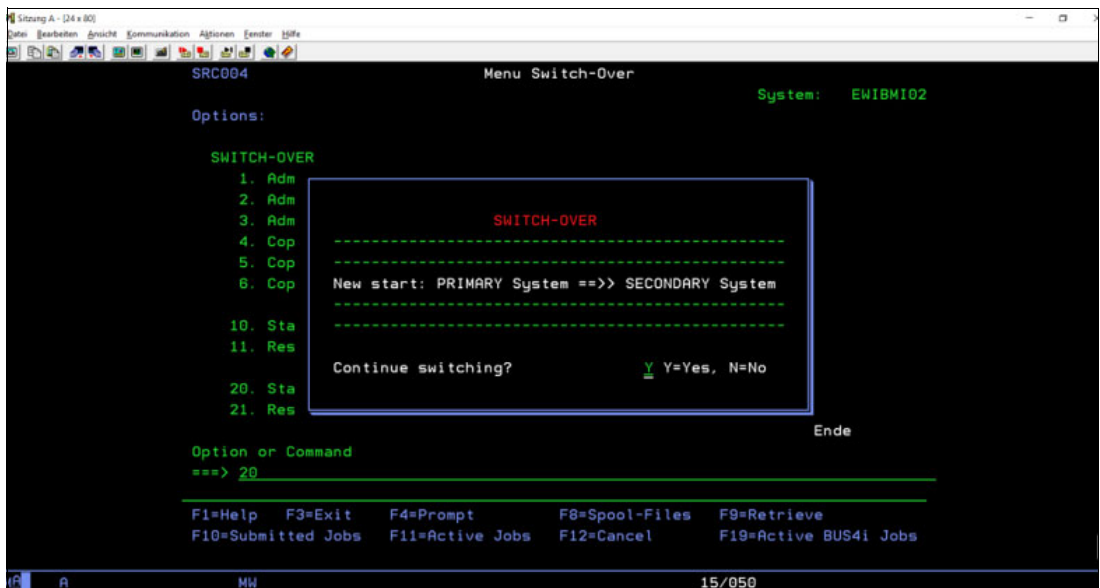 Sitzung A - [24 x 80]
Datei Bearbeiten Ansicht Kommunikation Aktionen Fenster Hilfe
SRC004 Menu Switch-Over
System: EWIBMI02
Options:
SWITCH-OVER
1. Adm
2. Adm
3. Adm
4. Cop
5. Cop
6. Cop
10. Sta
11. Res
20. Sta
21. Res
SWITCH-OVER
------------------------------------------------
------------------------------------------------
New start: PRIMARY System ==>> SECONDARY System
------------------------------------------------
------------------------------------------------
Continue switching? Y Y=Yes, N=No
Ende
Option or Command
===> 20
F1=Help F3=Exit F4=Prompt F8=Spool-Files F9=Retrieve
F10=Submitted Jobs F11=Active Jobs F12=Cancel F19=Active BUS4i Jobs
A MW 15/050